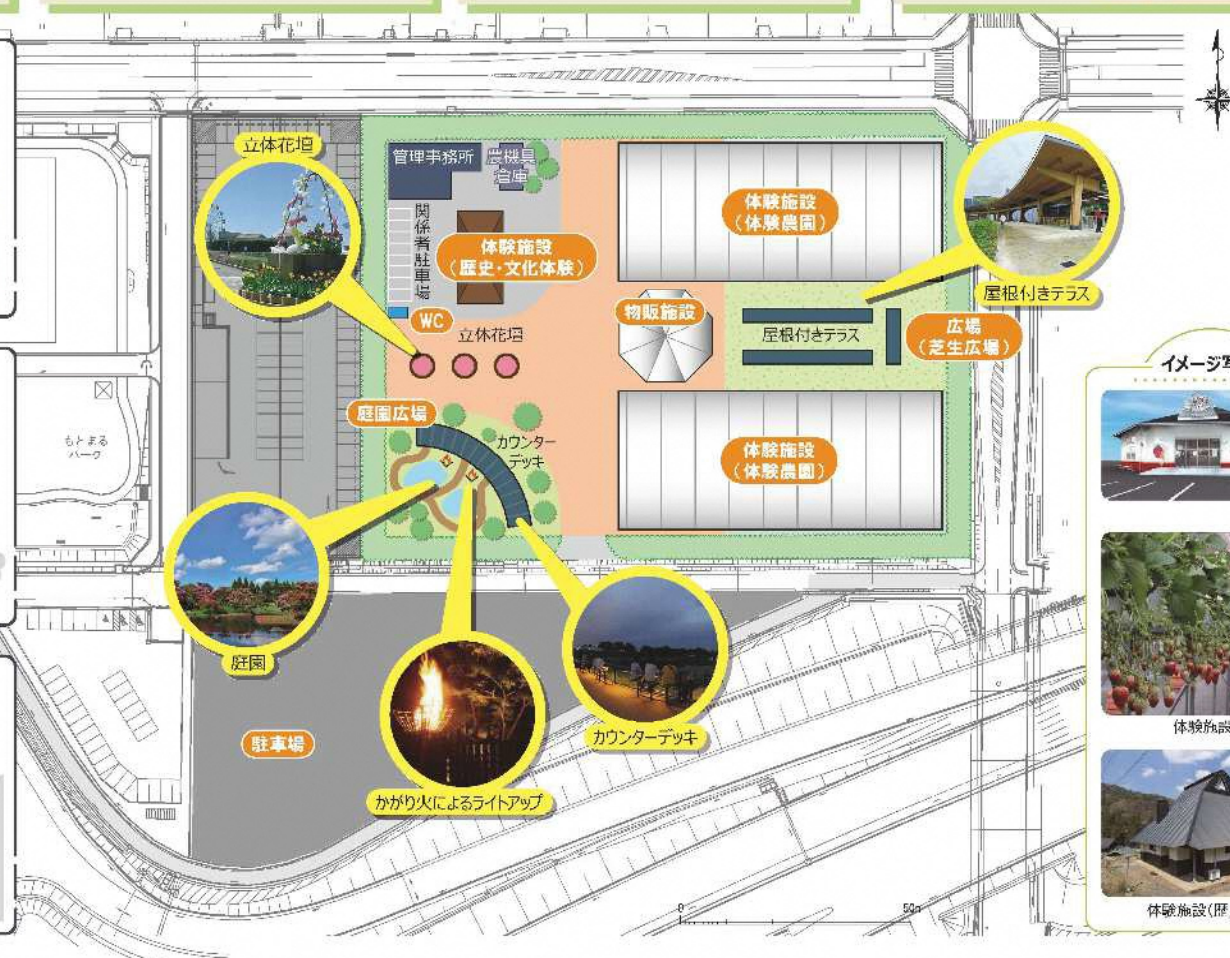 立体花壇
管理事務所
農機具
倉庫
関係者駐車場
体験施設
(歴史・文化体験)
WC
立体花壇
体験施設
(体験農園)
屋根付きテラス
物販施設
屋根付きテラス
広場
(芝生広場)
庭園広場
カウンター
デッキ
体験施設
(体験農園)
もとまる
パーク
イメージ写
庭園
駐車場
かがり火によるライトアップ
カウンターデッキ
体験施設
体験施設(歴
0
50m